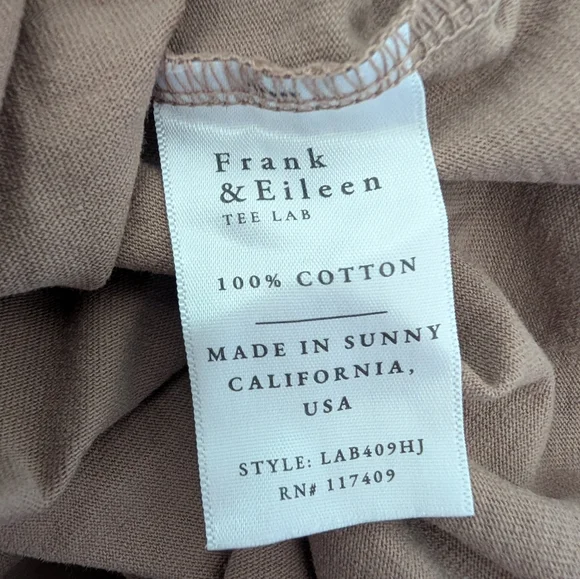 Frank
& Eileen
TEE LAB
100% COTTON
MADE IN SUNNY
CALIFORNIA,
USA
STYLE: LAB409HJ
RN# 117409